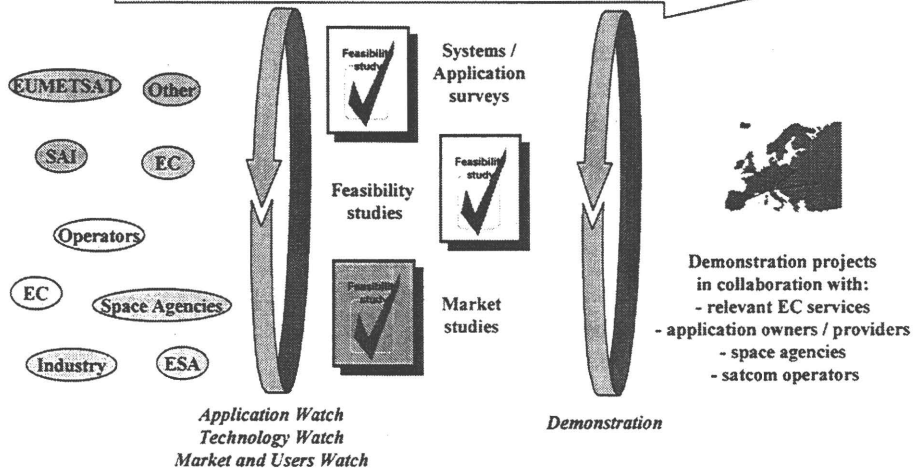 EUMETSAT
Other
SAI
EC
Operators
EC
Space Agencies
Industry
ESA
Application Watch
Technology Watch
Market and Users Watch
Feasibility
study
Systems /
Application
surveys
Feasibility
studies
Feasibility
study
Feasibility
study
Market
studies
Demonstration
Demonstration projects
in collaboration with:
- relevant EC services
- application owners / providers
- space agencies
- satcom operators